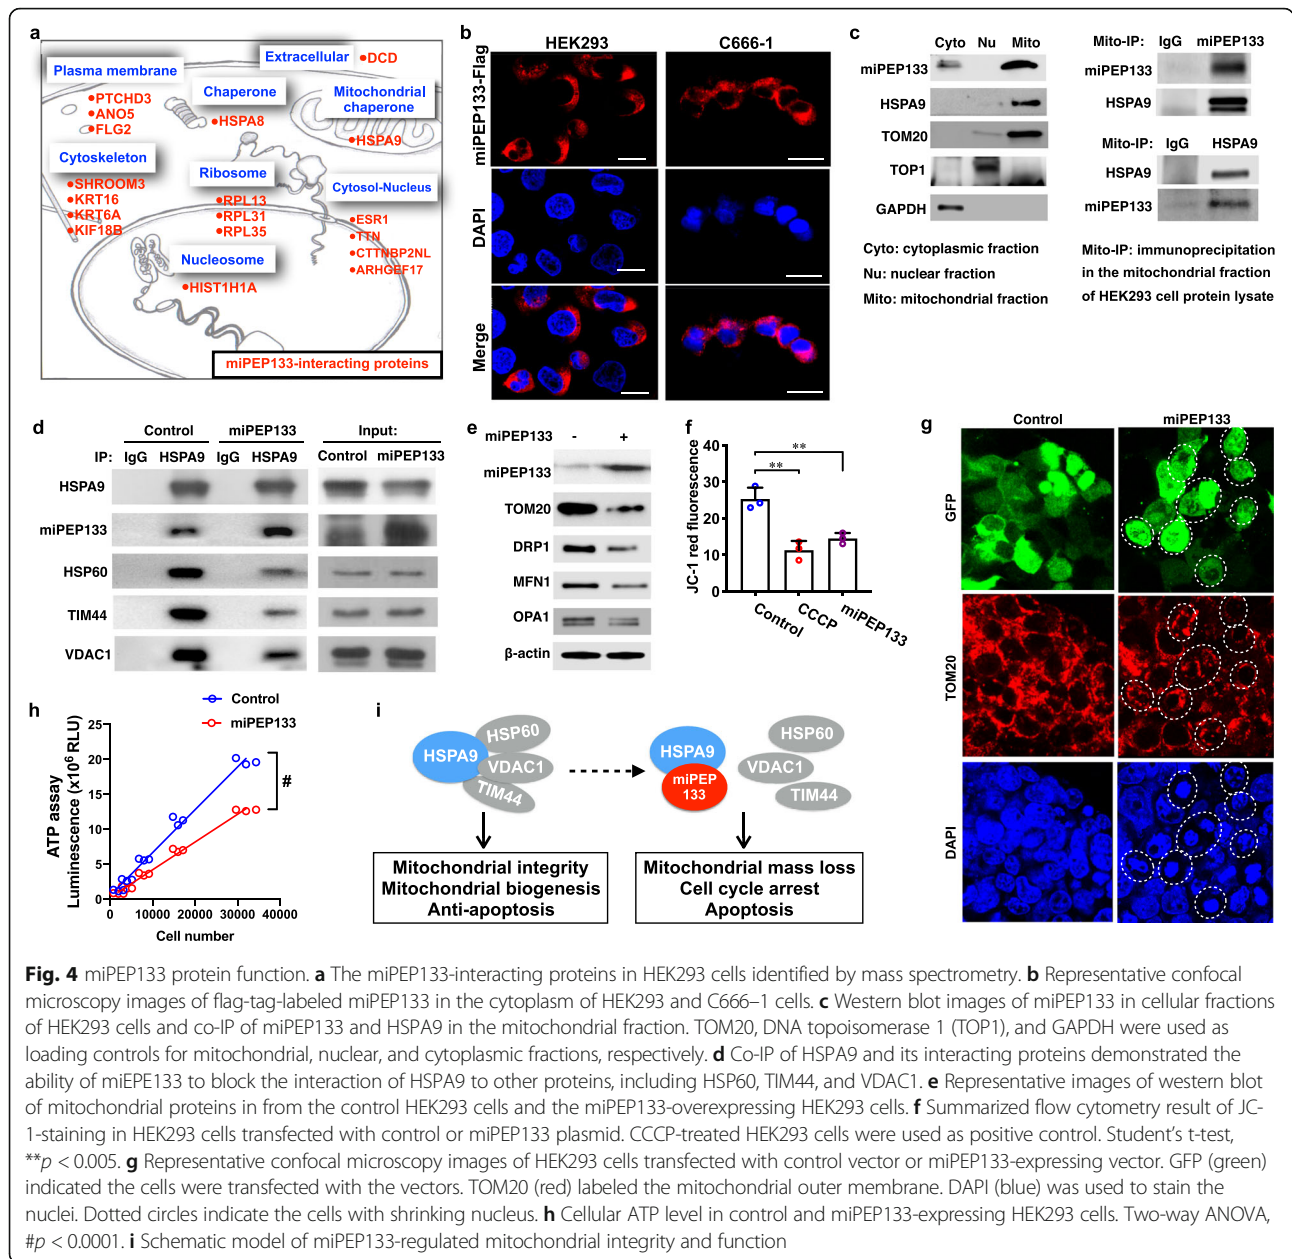 a
Extracellular
DCD
Plasma membrane
PTCHD3
ANO5
FLG2
Chaperone
HSPA8
Mitochondrial
chaperone
HSPA9
Cytoskeleton
SHROOM3
KRT16
KRT6A
KIF18B
Ribosome
RPL13
RPL31
RPL35
Cytosol-Nucleus
ESR1
TTN
CTTNBP2NL
ARHGEF17
Nucleosome
HIST1H1A
miPEP133-interacting proteins
b
HEK293
C666-1
miPEP133-Flag
DAPI
Merge
c
Cyto Nu Mito
miPEP133
HSPA9
TOM20
TOP1
GAPDH
Cyto: cytoplasmic fraction
Nu: nuclear fraction
Mito: mitochondrial fraction
Mito-IP: IgG miPEP133
miPEP133
HSPA9
Mito-IP: IgG HSPA9
HSPA9
miPEP133
Mito-IP: immunoprecipitation
in the mitochondrial fraction
of HEK293 cell protein lysate
d
Control miPEP133 Input:
IP: IgG HSPA9 IgG HSPA9 Control miPEP133
HSPA9
miPEP133
HSP60
TIM44
VDAC1
e
miPEP133 - +
miPEP133
TOM20
DRP1
MFN1
OPA1
β-actin
f
JC-1 red fluorescence
40
30
20
10
0
**
**
Control
CCCP
miPEP133
g
Control
miPEP133
GFP
TOM20
DAPI
h
Control
miPEP133
ATP assay
Luminescence (x10⁶ RLU)
25
20
15
10
5
0
#
0 10000 20000 30000 40000
Cell number
i
HSPA9
HSP60
VDAC1
TIM44
HSPA9
miPEP
133
HSP60
VDAC1
TIM44
Mitochondrial integrity
Mitochondrial biogenesis
Anti-apoptosis
Mitochondrial mass loss
Cell cycle arrest
Apoptosis
Fig. 4 miPEP133 protein function. a The miPEP133-interacting proteins in HEK293 cells identified by mass spectrometry. b Representative confocal
microscopy images of flag-tag-labeled miPEP133 in the cytoplasm of HEK293 and C666–1 cells. c Western blot images of miPEP133 in cellular fractions
of HEK293 cells and co-IP of miPEP133 and HSPA9 in the mitochondrial fraction. TOM20, DNA topoisomerase 1 (TOP1), and GAPDH were used as
loading controls for mitochondrial, nuclear, and cytoplasmic fractions, respectively. d Co-IP of HSPA9 and its interacting proteins demonstrated the
ability of miEPE133 to block the interaction of HSPA9 to other proteins, including HSP60, TIM44, and VDAC1. e Representative images of western blot
of mitochondrial proteins in from the control HEK293 cells and the miPEP133-overexpressing HEK293 cells. f Summarized flow cytometry result of JC-
1-staining in HEK293 cells transfected with control or miPEP133 plasmid. CCCP-treated HEK293 cells were used as positive control. Student's t-test,
**p < 0.005. g Representative confocal microscopy images of HEK293 cells transfected with control vector or miPEP133-expressing vector. GFP (green)
indicated the cells were transfected with the vectors. TOM20 (red) labeled the mitochondrial outer membrane. DAPI (blue) was used to stain the
nuclei. Dotted circles indicate the cells with shrinking nucleus. h Cellular ATP level in control and miPEP133-expressing HEK293 cells. Two-way ANOVA,
#p < 0.0001. i Schematic model of miPEP133-regulated mitochondrial integrity and function